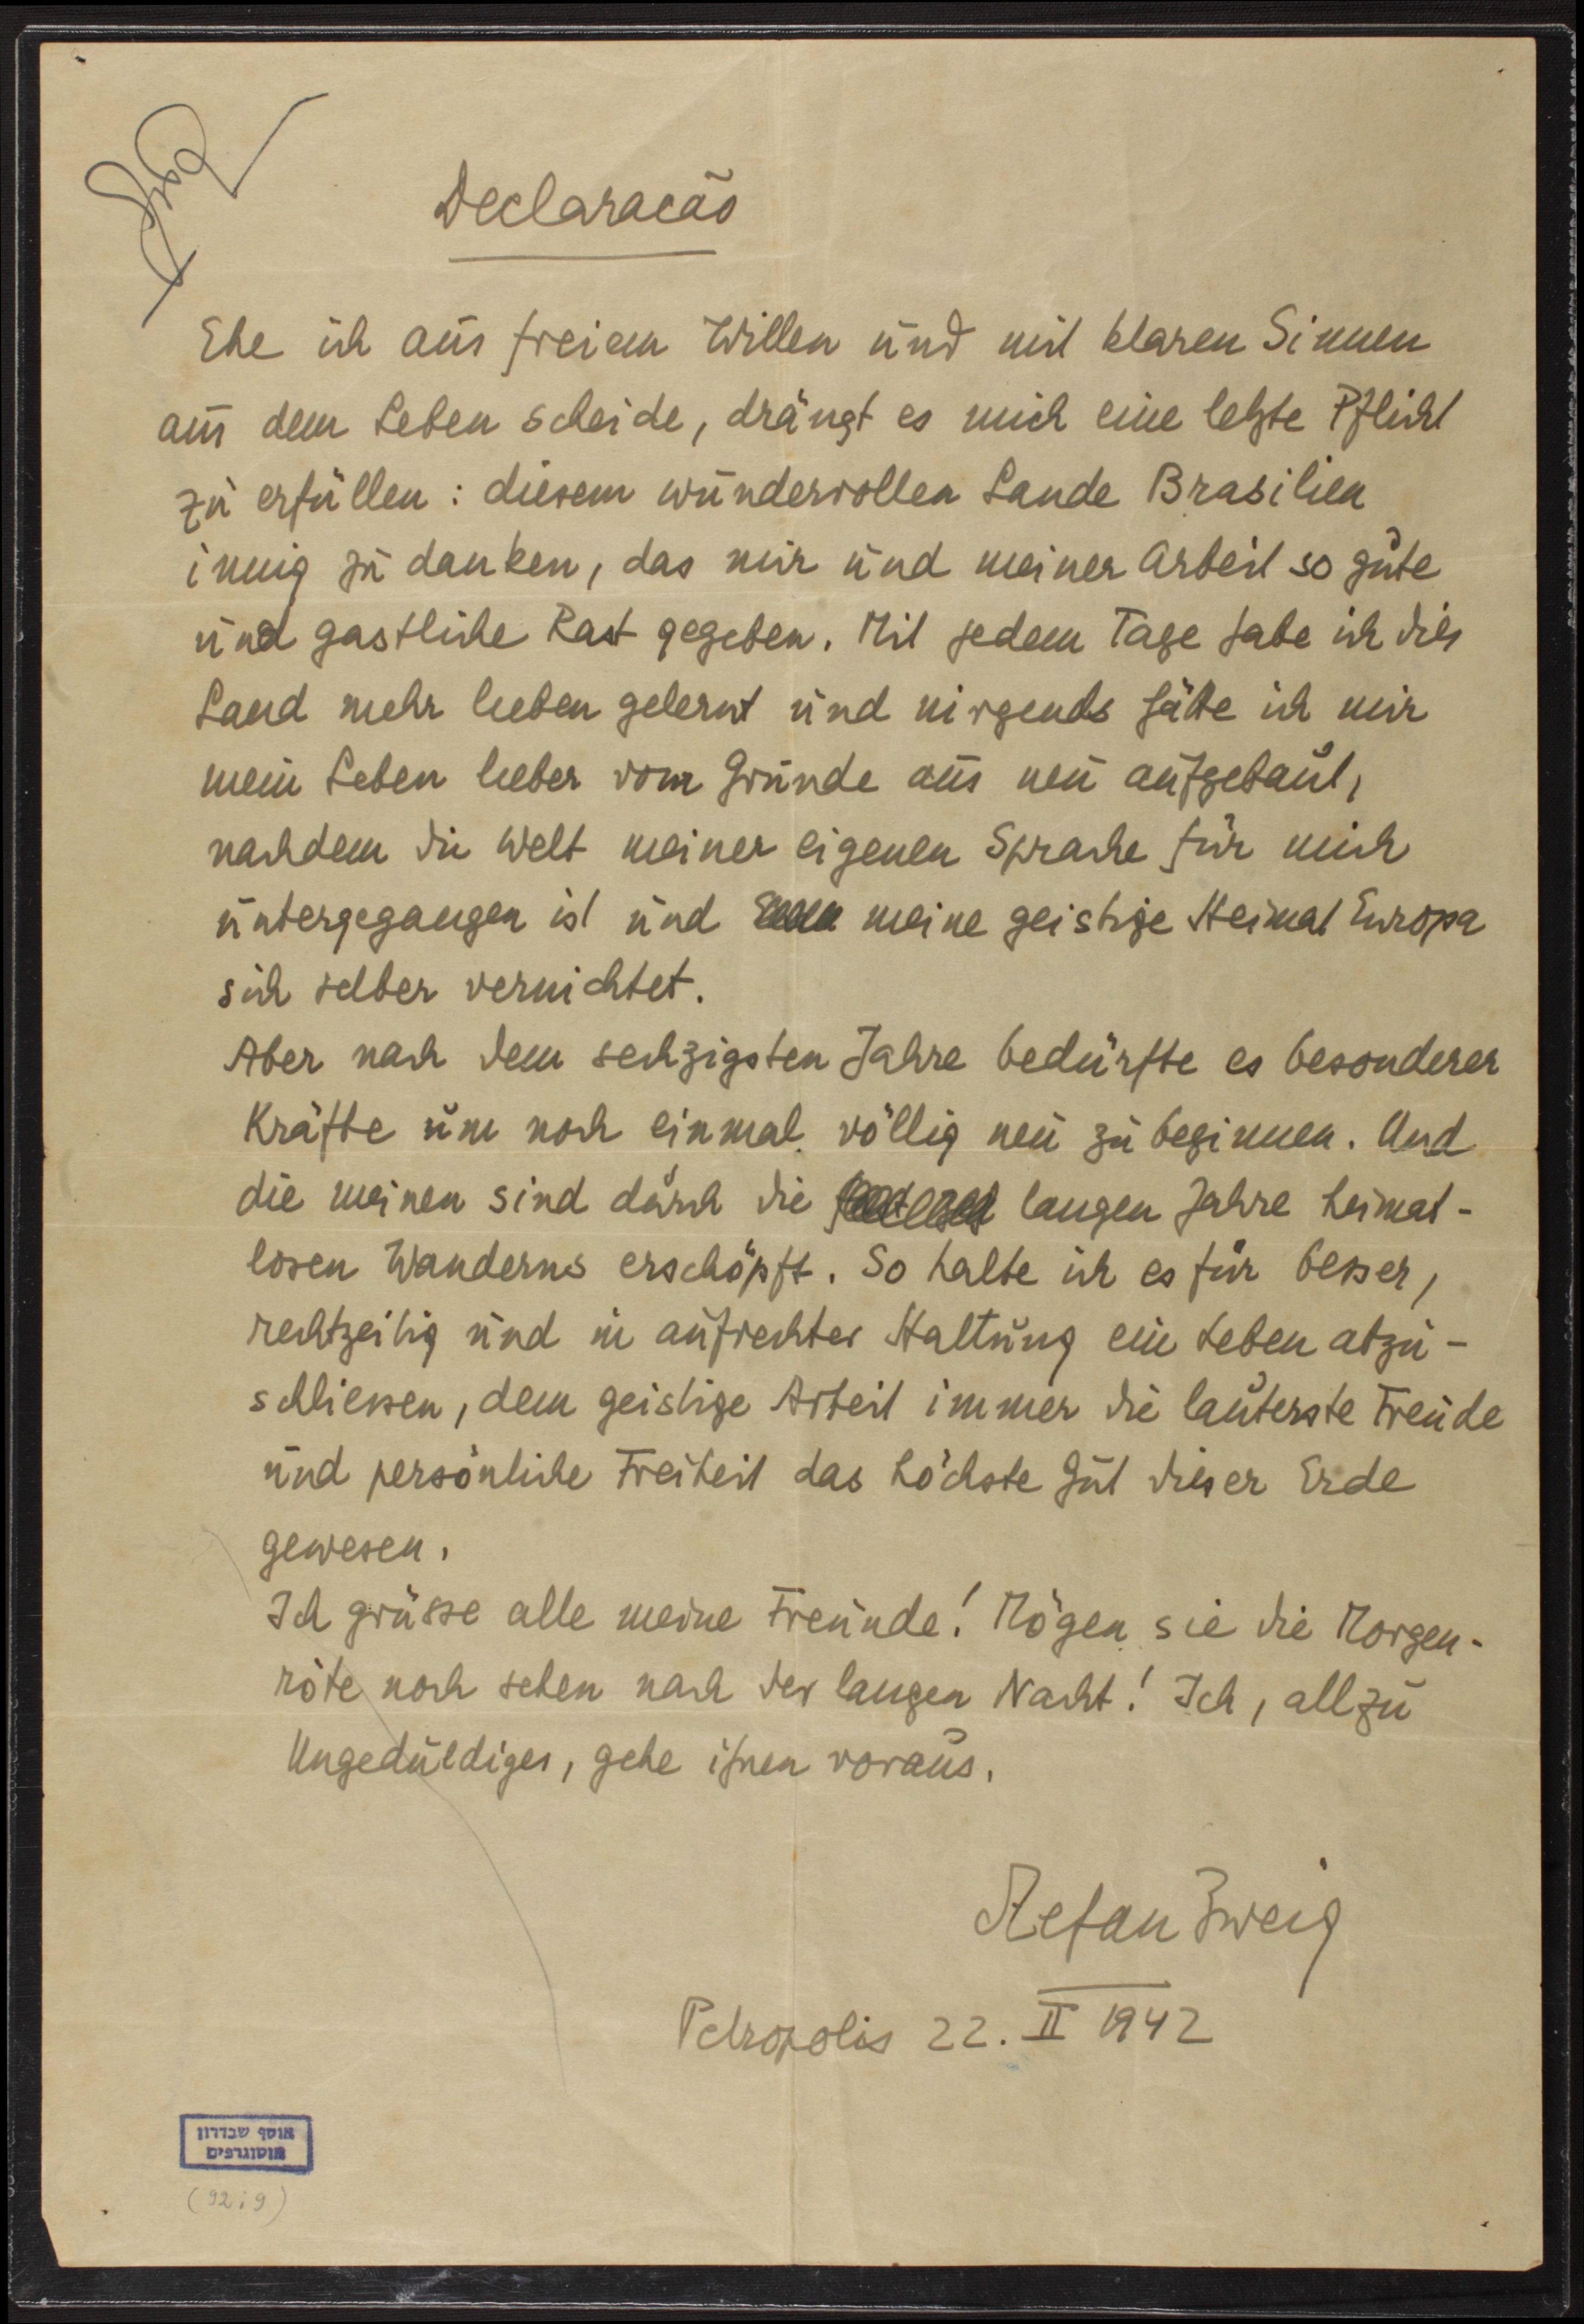 Declaracão
Ehe ich aus freiem Willen und mit klaren Sinnen
aus dem Leben scheide, drängt es mich eine letzte Pflicht
zu erfüllen: diesem wundervollen Lande Brasilien
innig zu danken, das mir und meiner Arbeit so gute
und gastliche Rast gegeben. Mit jedem Tage habe ich dies
Land mehr lieben gelernt und nirgends hätte ich mir
mein Leben lieber vom Grunde aus neu aufgebaut,
nachdem die Welt meiner eigenen Sprache für mich
untergegangen ist und meine geistige Heimat Europa
sich selber vernichtet.
Aber nach dem sechzigsten Jahre bedürfte es besonderer
Kräfte um noch einmal völlig neu zu beginnen. Und
die meinen sind durch die langen Jahre heimat-
losen Wanderns erschöpft. So halte ich es für besser,
rechtzeitig und in aufrechter Haltung ein Leben abzu-
schliessen, dem geistige Arbeit immer die lauterste Freude
und persönliche Freiheit das höchste Gut dieser Erde
gewesen.
Ich grüsse alle meine Freunde! Mögen sie die Morgen-
röte noch sehen nach der langen Nacht! Ich, allzu
Ungeduldiger, gehe ihnen voraus.
Stefan Zweig
Petropolis 22. II 1942
אוסף שבדרון
אוטוגרפים
(92:9)